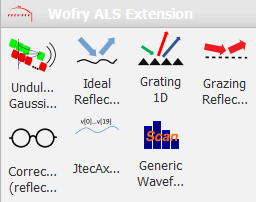 Wofry ALS Extension
Undul...
Gaussi...
Ideal
Reflec...
Grating
1D
Grazing
Reflec...
v(0)...v(19)
Scan
Correc...
(reflec...
JtecAx...
Generic
Wavef...